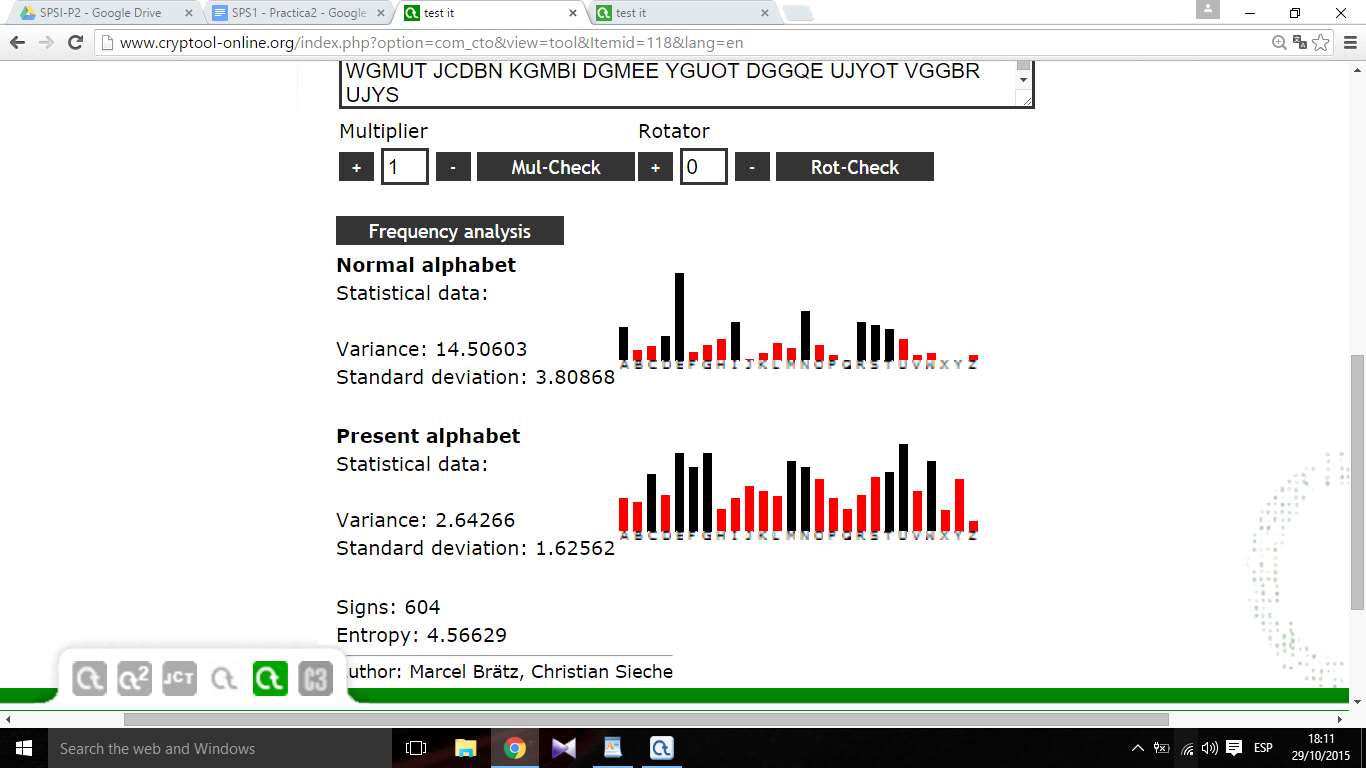 SPSI-P2 - Google Drive
SPS1 - Practica2 - Google
test it
test it
www.cryptool-online.org/index.php?option=com_cto&view=tool&Itemid=118&lang=en
WGMUT JCDBN KGMBI DGMEE YGUOT DGGQE UJYOT VGGBR
UJYS
Multiplier Rotator
+ 1 - Mul-Check + 0 - Rot-Check
Frequency analysis
Normal alphabet
Statistical data:
Variance: 14.50603
Standard deviation: 3.80868
A B C D E F G H I J K L M N O P Q R S T U V W X Y Z
Present alphabet
Statistical data:
Variance: 2.64266
Standard deviation: 1.62562
A B C D E F G H I J K L M N O P Q R S T U V W X Y Z
Signs: 604
Entropy: 4.56629
uthor: Marcel Brätz, Christian Sieche
JCT
Search the web and Windows
ESP
18:11
29/10/2015